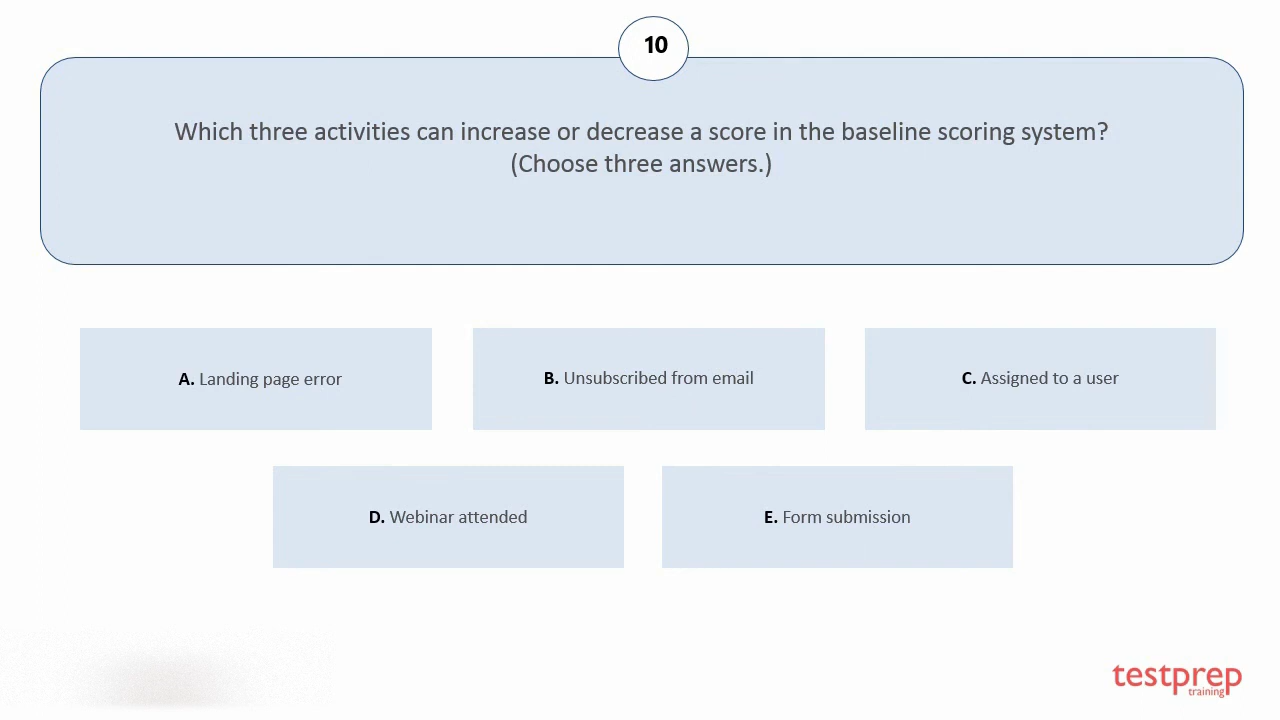 10
Which three activities can increase or decrease a score in the baseline scoring system?
(Choose three answers.)
A. Landing page error
B. Unsubscribed from email
C. Assigned to a user
D. Webinar attended
E. Form submission
testprep
training